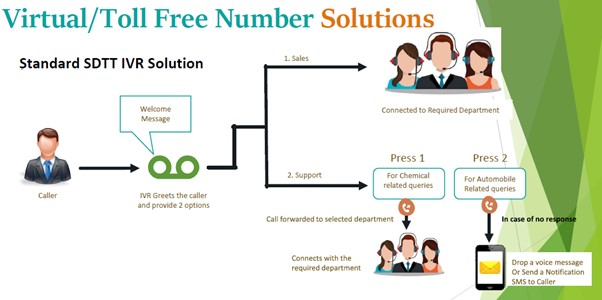 Virtual/Toll Free Number Solutions
Standard SDTT IVR Solution
Welcome
Message
1. Sales
Connected to Required Department
Caller
IVR Greets the caller
and provide 2 options
2. Support
Press 1
Press 2
For Chemical
related queries
For Automobile
Related queries
Call forwarded to selected department
In case of no response
Connects with the
required department
Drop a voice message
Or Send a Notification
SMS to Caller